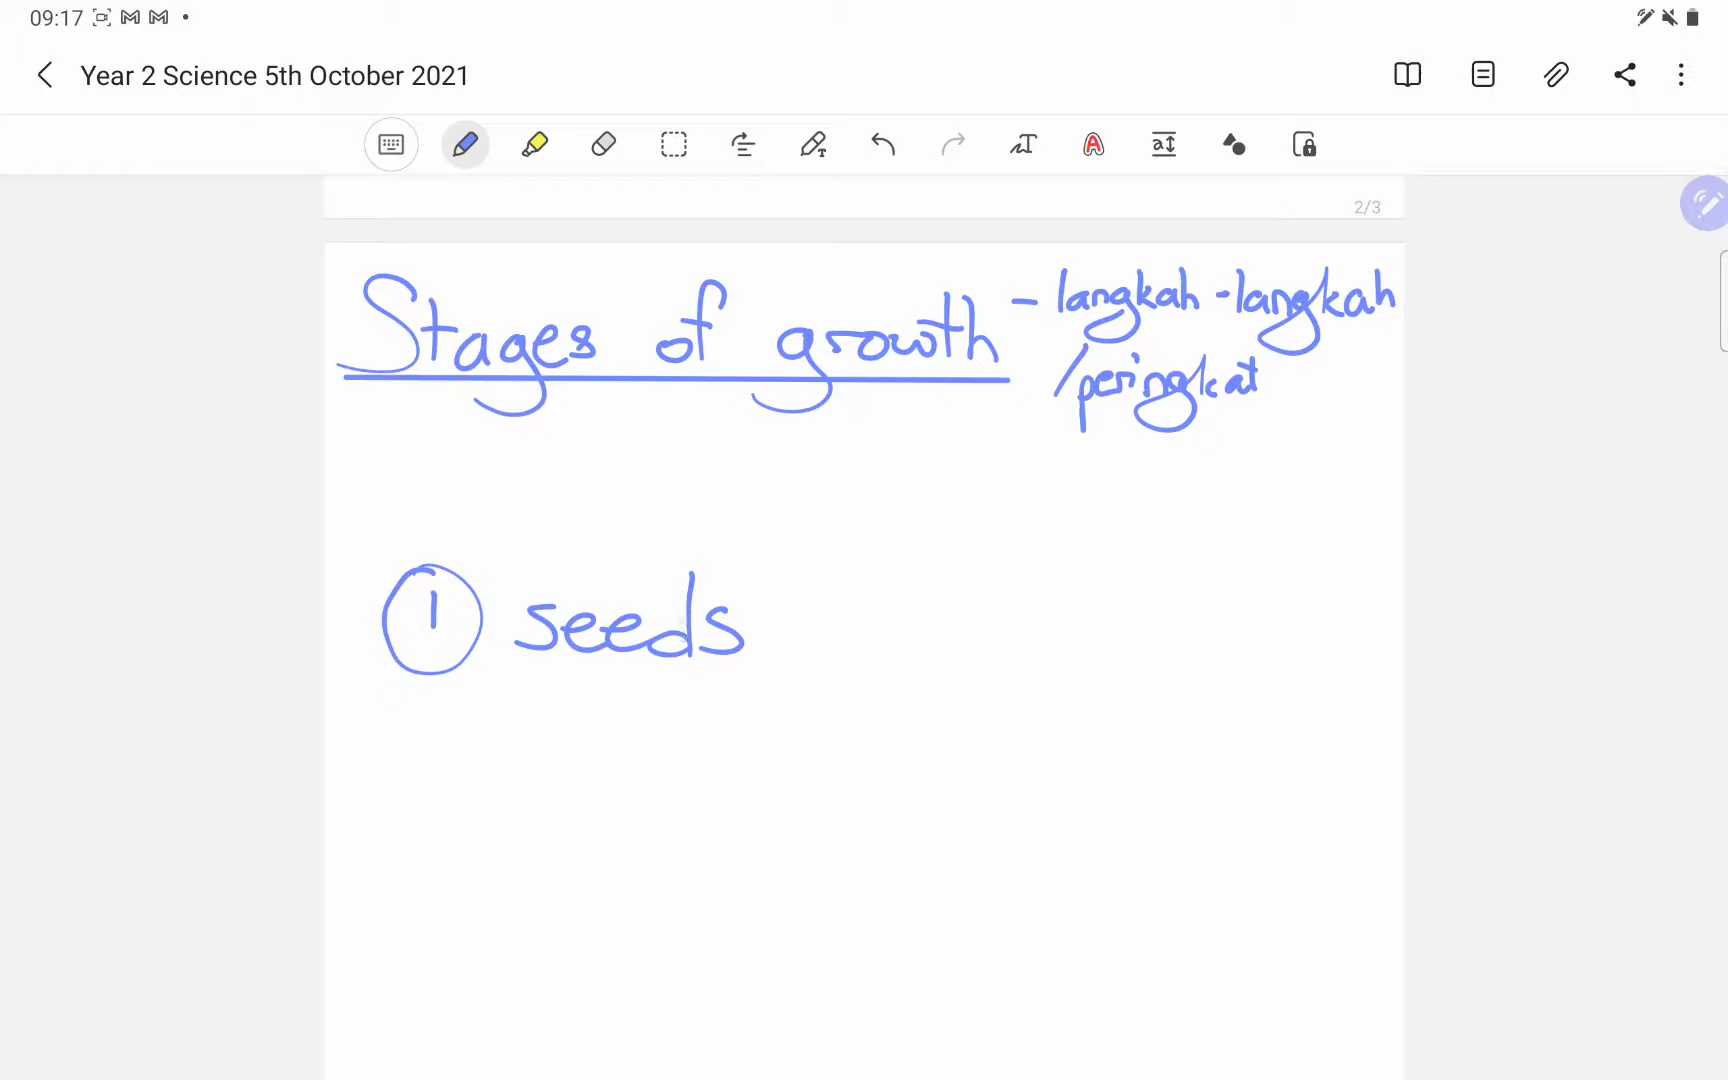 09:17
Year 2 Science 5th October 2021
2/3
Stages of growth - langkah - langkah
/peringkat
1 seeds